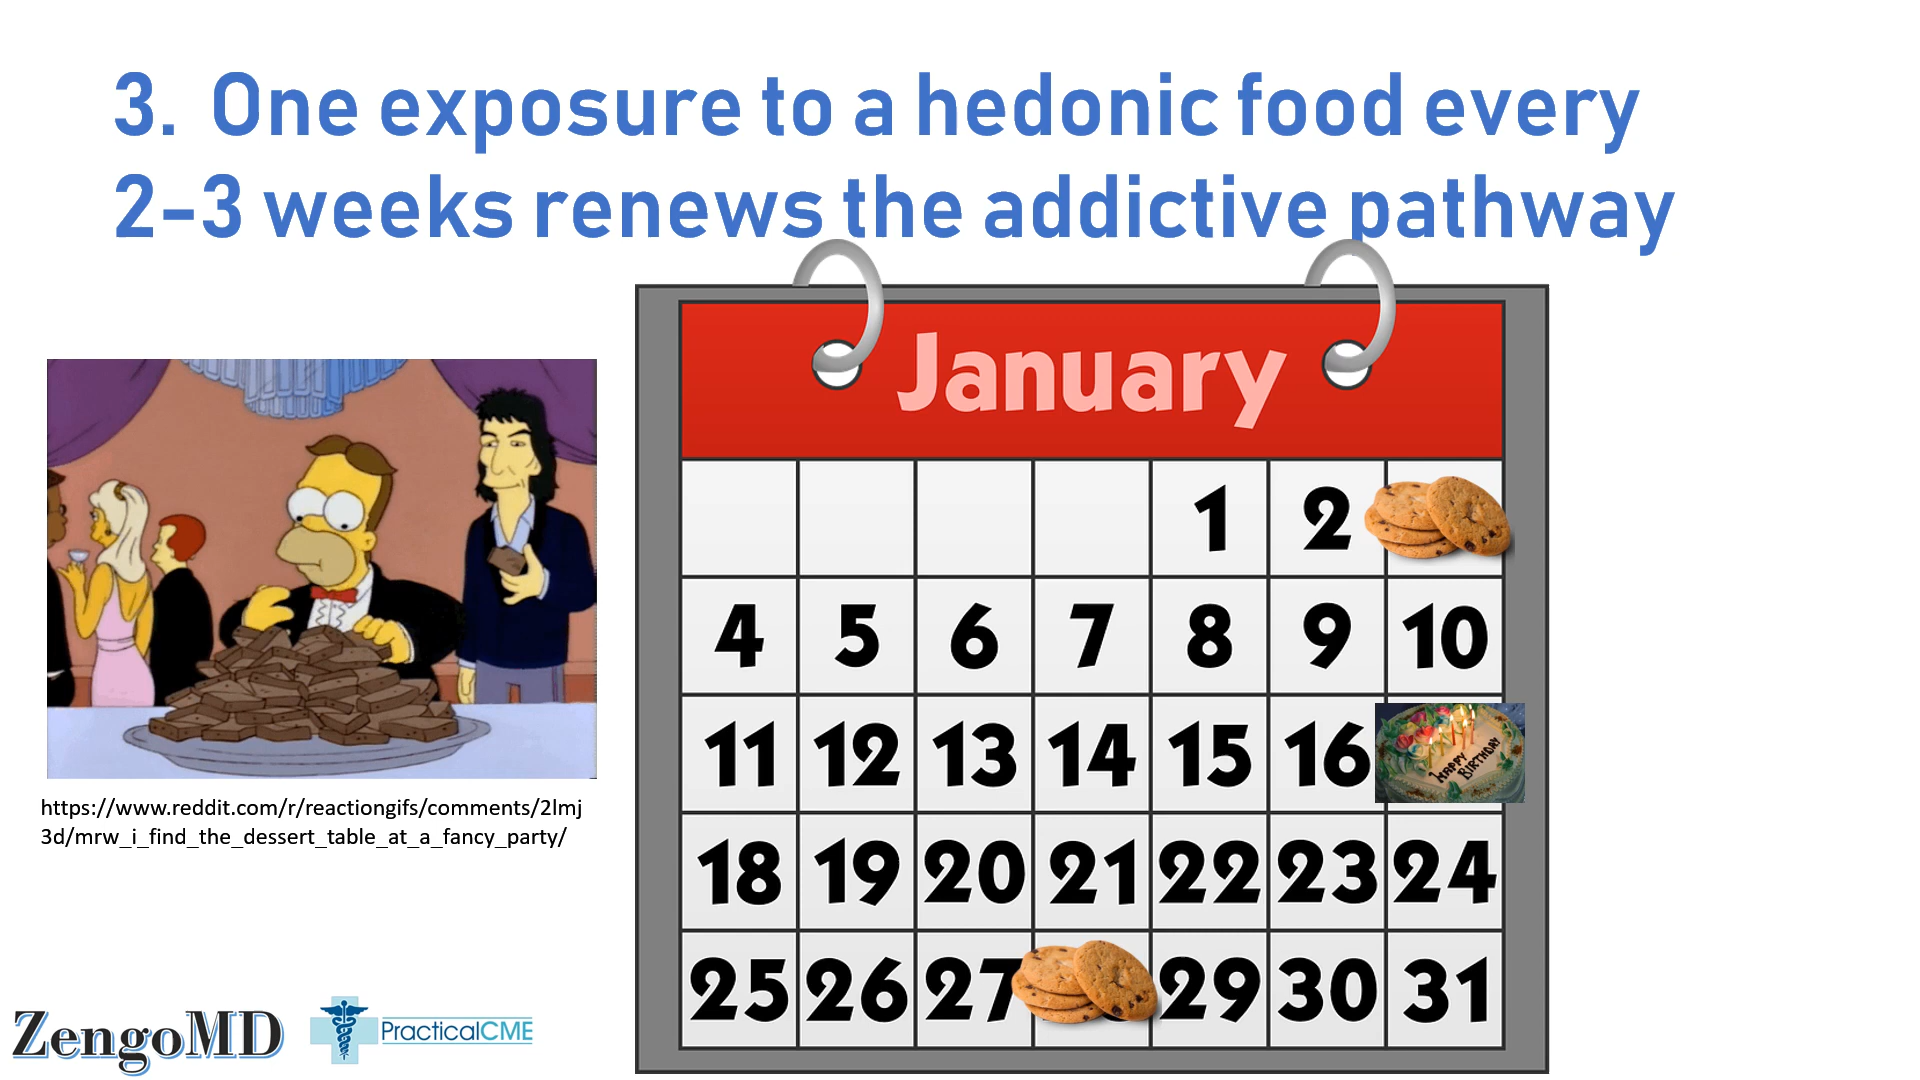 3. One exposure to a hedonic food every
2-3 weeks renews the addictive pathway
January
1 2
4 5 6 7 8 9 10
11 12 13 14 15 16
18 19 20 21 22 23 24
25 26 27 29 30 31
HAPPY
BIRTHDAY
https://www.reddit.com/r/reactiongifs/comments/2lmj
3d/mrw_i_find_the_dessert_table_at_a_fancy_party/
ZengoMD
PracticalCME